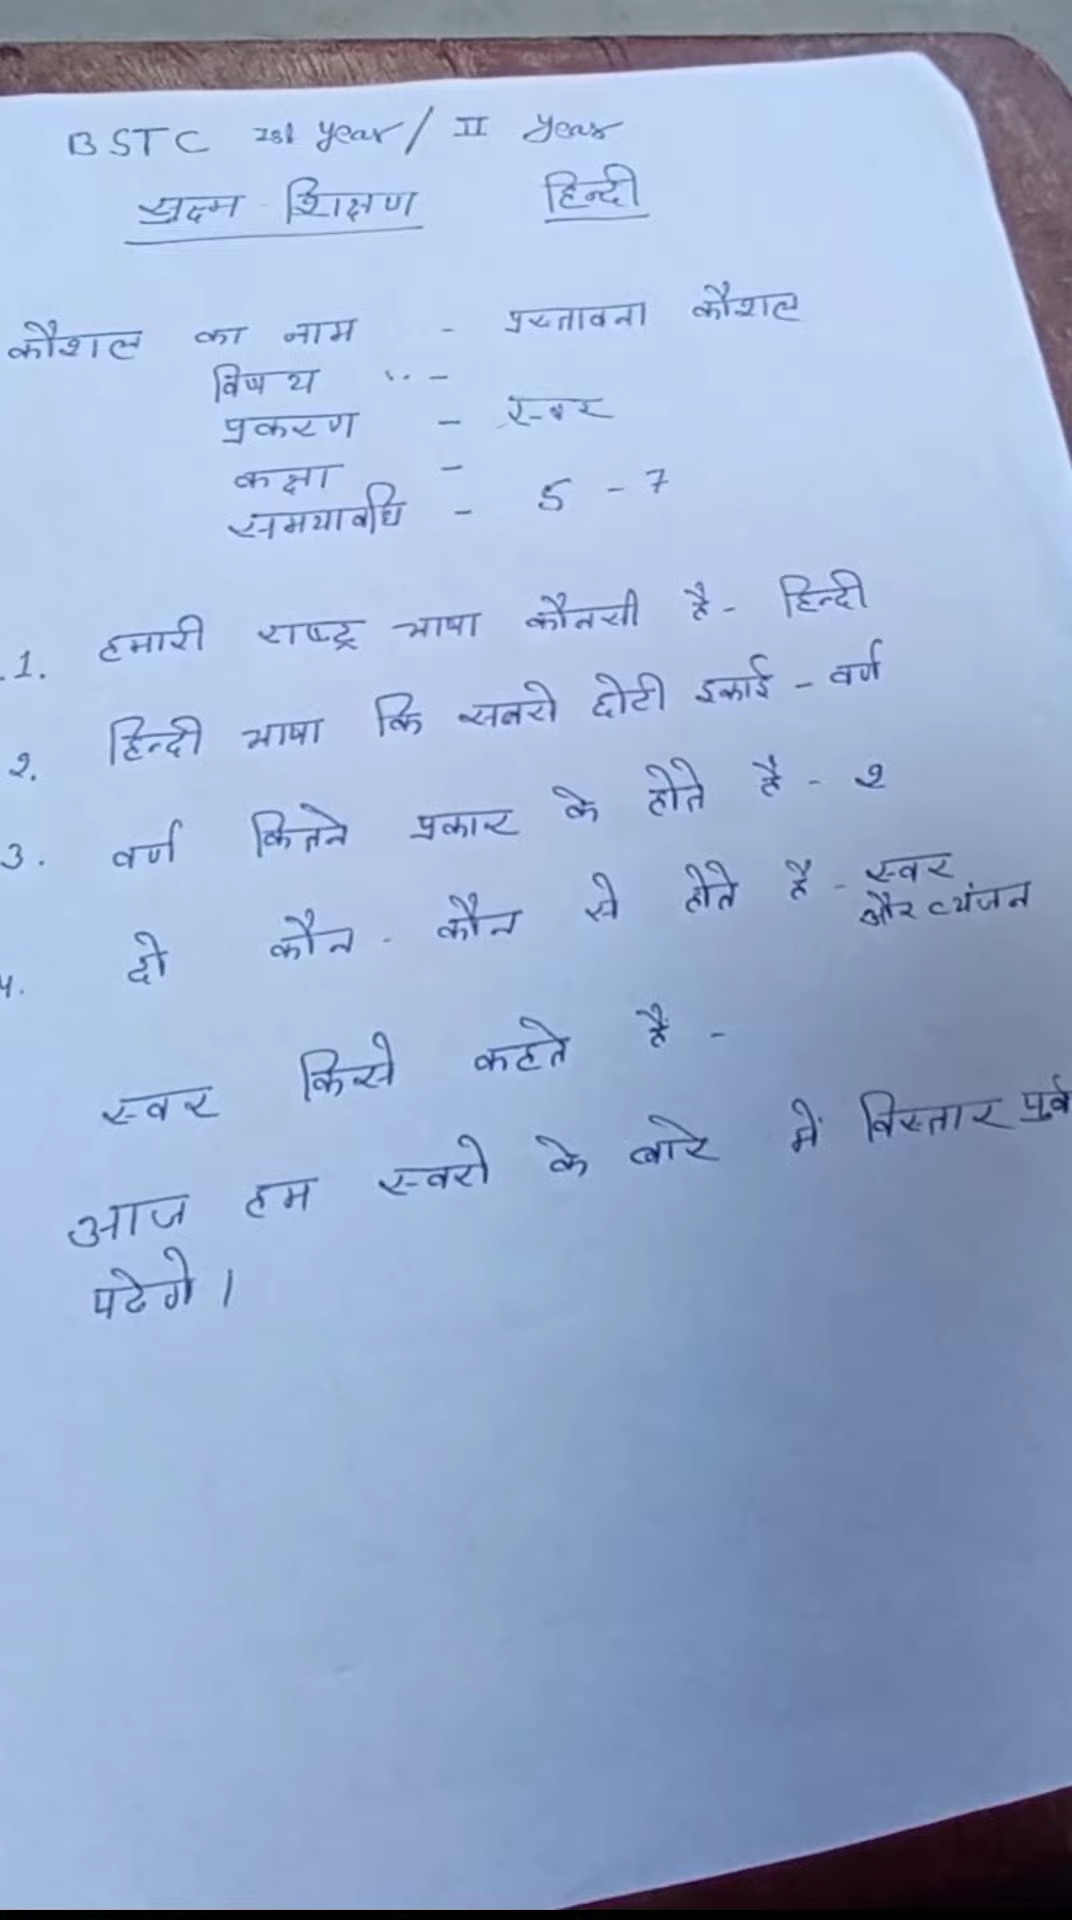 BSTC Ist year / II year
सूक्ष्म शिक्षण हिन्दी
कौशल का नाम - प्रस्तावना कौशल
विषय -
प्रकरण - स्वर
कक्षा -
समयावधि - 5 - 7
1. हमारी राष्ट्र भाषा कौनसी है - हिन्दी
2. हिन्दी भाषा कि सबसे छोटी इकाई - वर्ण
3. वर्ण कितने प्रकार के होते है - २
4. दो कौन - कौन से होते है - स्वर
और व्यंजन
स्वर किसे कहते हैं -
आज हम स्वरो के बारे में विस्तार पुर्व
पढेगे ।